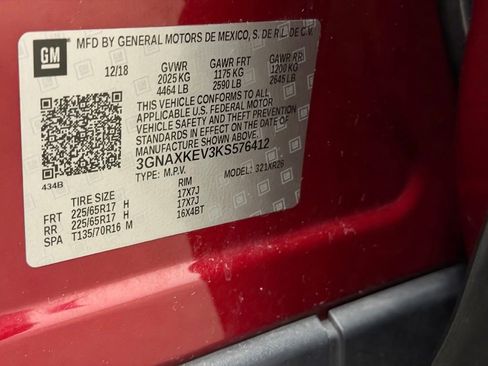 GM
MFD BY GENERAL MOTORS DE MEXICO, S. DE R.L. DE C.V.
12/18 GVWR GAWR FRT GAWR RR
2025 KG 1175 KG 1200 KG
4464 LB 2590 LB 2645 LB
THIS VEHICLE CONFORMS TO ALL
APPLICABLE U.S. FEDERAL MOTOR
VEHICLE SAFETY AND THEFT
PREVENTION STANDARDS IN EFFECT
ON THE DATE OF MANUFACTURE
SHOWN ABOVE.
3GNAXKEV3KS576412
TYPE: M.P.V. MODEL: 321XR26
434B
TIRE SIZE RIM
FRT 225/65R17 H 17X7J
RR 225/65R17 H 17X7J
SPA T135/70R16 M 16X4BT